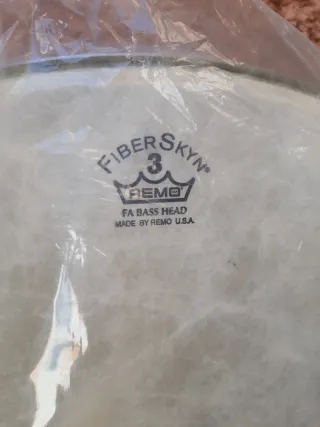 FIBERSKYN®
3
REMO
FA BASS HEAD
MADE BY REMO U.S.A.